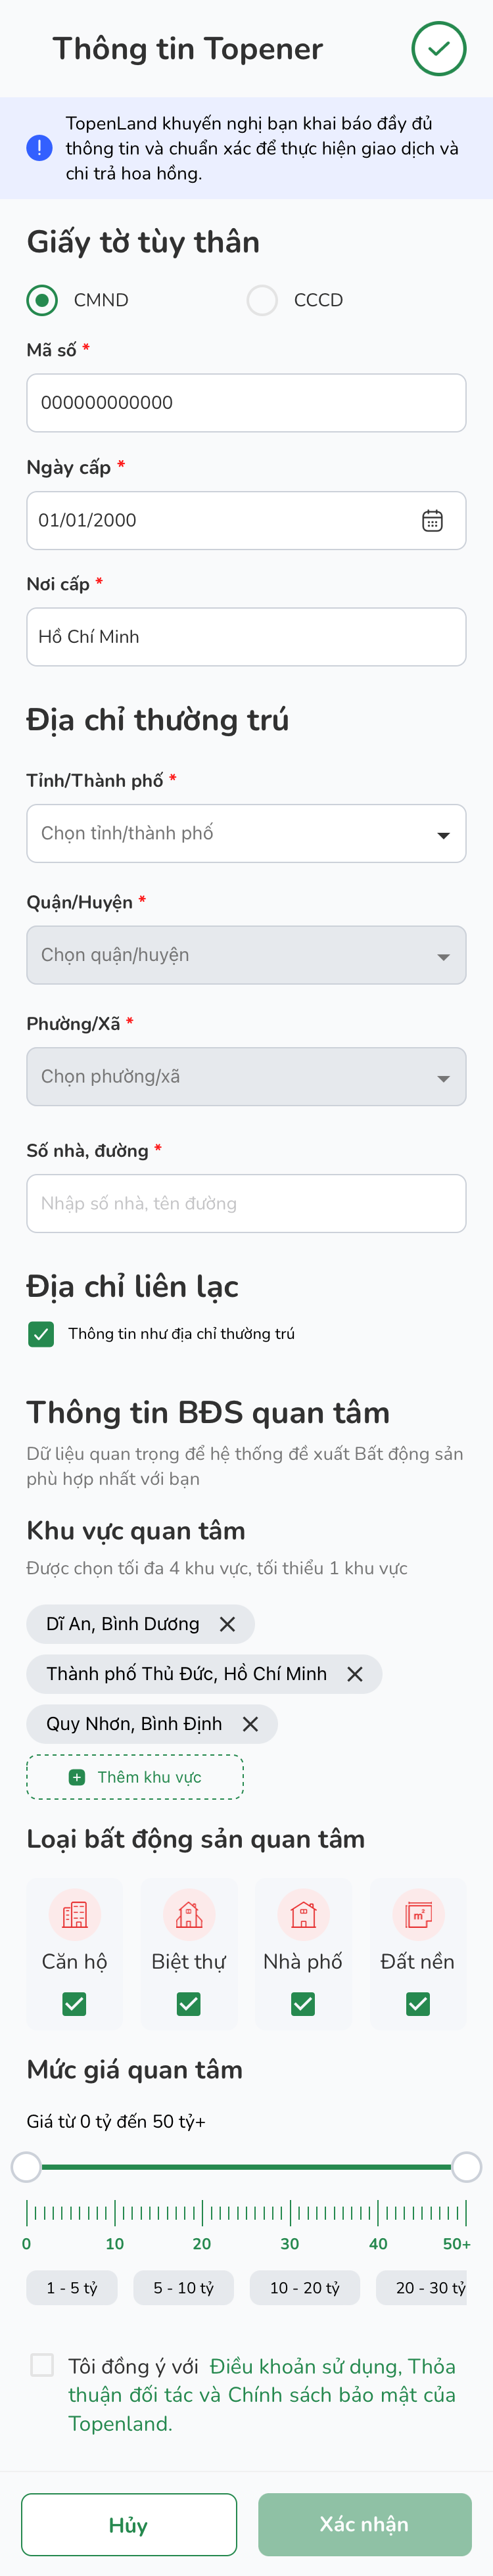 Thông tin Topener
TopenLand khuyến nghị bạn khai báo đầy đủ
thông tin và chuẩn xác để thực hiện giao dịch và
chi trả hoa hồng.
Giấy tờ tùy thân
CMND
CCCD
Mã số *
000000000000
Ngày cấp *
01/01/2000
Nơi cấp *
Hồ Chí Minh
Địa chỉ thường trú
Tỉnh/Thành phố *
Chọn tỉnh/thành phố
Quận/Huyện *
Chọn quận/huyện
Phường/Xã *
Chọn phường/xã
Số nhà, đường *
Nhập số nhà, tên đường
Địa chỉ liên lạc
Thông tin như địa chỉ thường trú
Thông tin BĐS quan tâm
Dữ liệu quan trọng để hệ thống đề xuất Bất động sản
phù hợp nhất với bạn
Khu vực quan tâm
Được chọn tối đa 4 khu vực, tối thiểu 1 khu vực
Dĩ An, Bình Dương
Thành phố Thủ Đức, Hồ Chí Minh
Quy Nhơn, Bình Định
Thêm khu vực
Loại bất động sản quan tâm
m²
Căn hộ Biệt thự Nhà phố Đất nền
Mức giá quan tâm
Giá từ 0 tỷ đến 50 tỷ+
0 10 20 30 40 50+
1 - 5 tỷ 5 - 10 tỷ 10 - 20 tỷ 20 - 30 tỷ
Tôi đồng ý với Điều khoản sử dụng, Thỏa
thuận đối tác và Chính sách bảo mật của
Topenland.
Hủy
Xác nhận